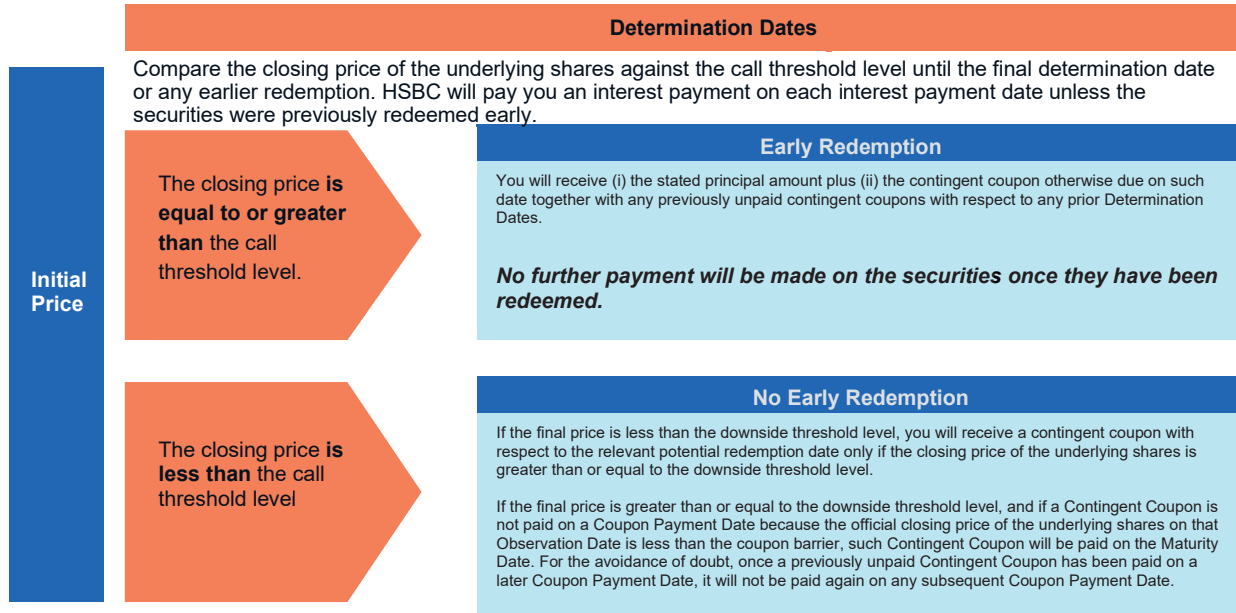 Determination Dates
Compare the closing price of the underlying shares against the call threshold level until the final determination date
or any earlier redemption. HSBC will pay you an interest payment on each interest payment date unless the
securities were previously redeemed early.
Initial
Price
The closing price is
equal to or greater
than the call
threshold level.
Early Redemption
You will receive (i) the stated principal amount plus (ii) the contingent coupon otherwise due on such
date together with any previously unpaid contingent coupons with respect to any prior Determination
Dates.
No further payment will be made on the securities once they have been
redeemed.
The closing price is
less than the call
threshold level
No Early Redemption
If the final price is less than the downside threshold level, you will receive a contingent coupon with
respect to the relevant potential redemption date only if the closing price of the underlying shares is
greater than or equal to the downside threshold level.
If the final price is greater than or equal to the downside threshold level, and if a Contingent Coupon is
not paid on a Coupon Payment Date because the official closing price of the underlying shares on that
Observation Date is less than the coupon barrier, such Contingent Coupon will be paid on the Maturity
Date. For the avoidance of doubt, once a previously unpaid Contingent Coupon has been paid on a
later Coupon Payment Date, it will not be paid again on any subsequent Coupon Payment Date.